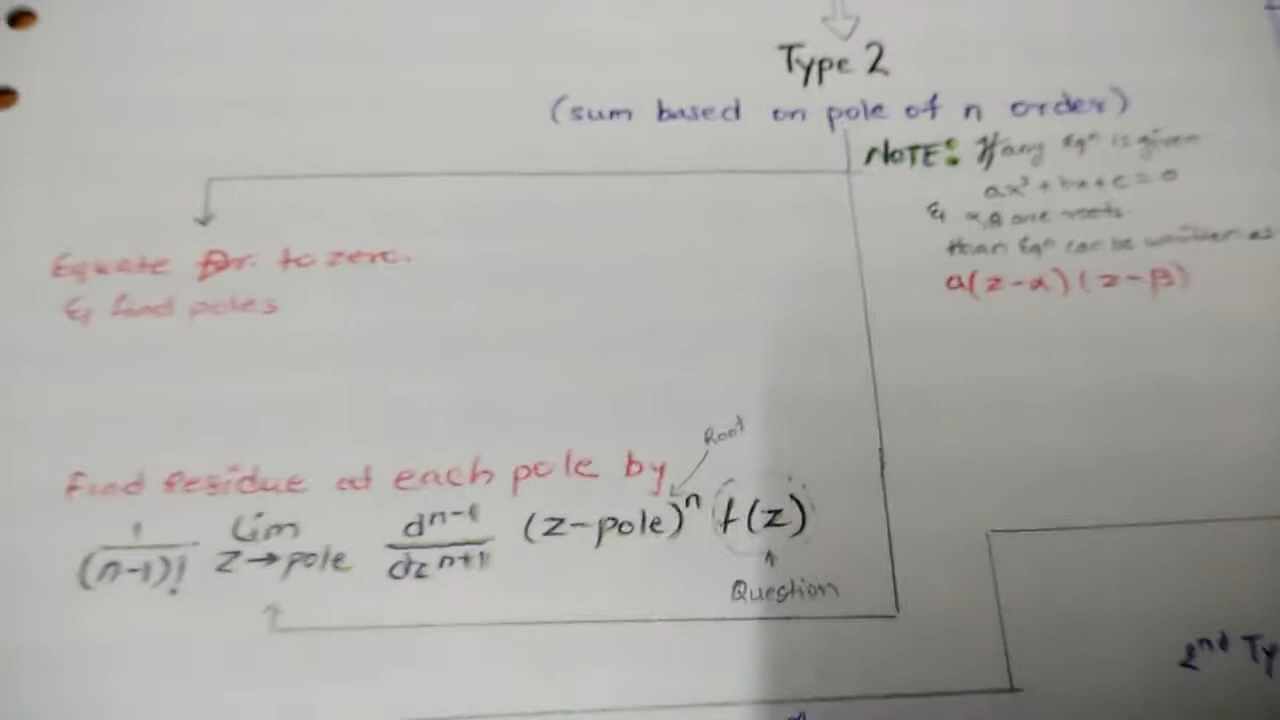 Type 2
(sum based on pole of n order)
NOTE: If any Eqⁿ is given
ax² + bx + c = 0
& α, β are roots
than Eqⁿ can be written as
a(z-α)(z-β)
Equate Dr. to zero.
& find poles
Find Residue at each pole by
Root
1/(n-1)! Lim z→pole dⁿ⁻¹/dzⁿ⁺¹ (z-pole)ⁿ f(z)
Question
2nd Ty